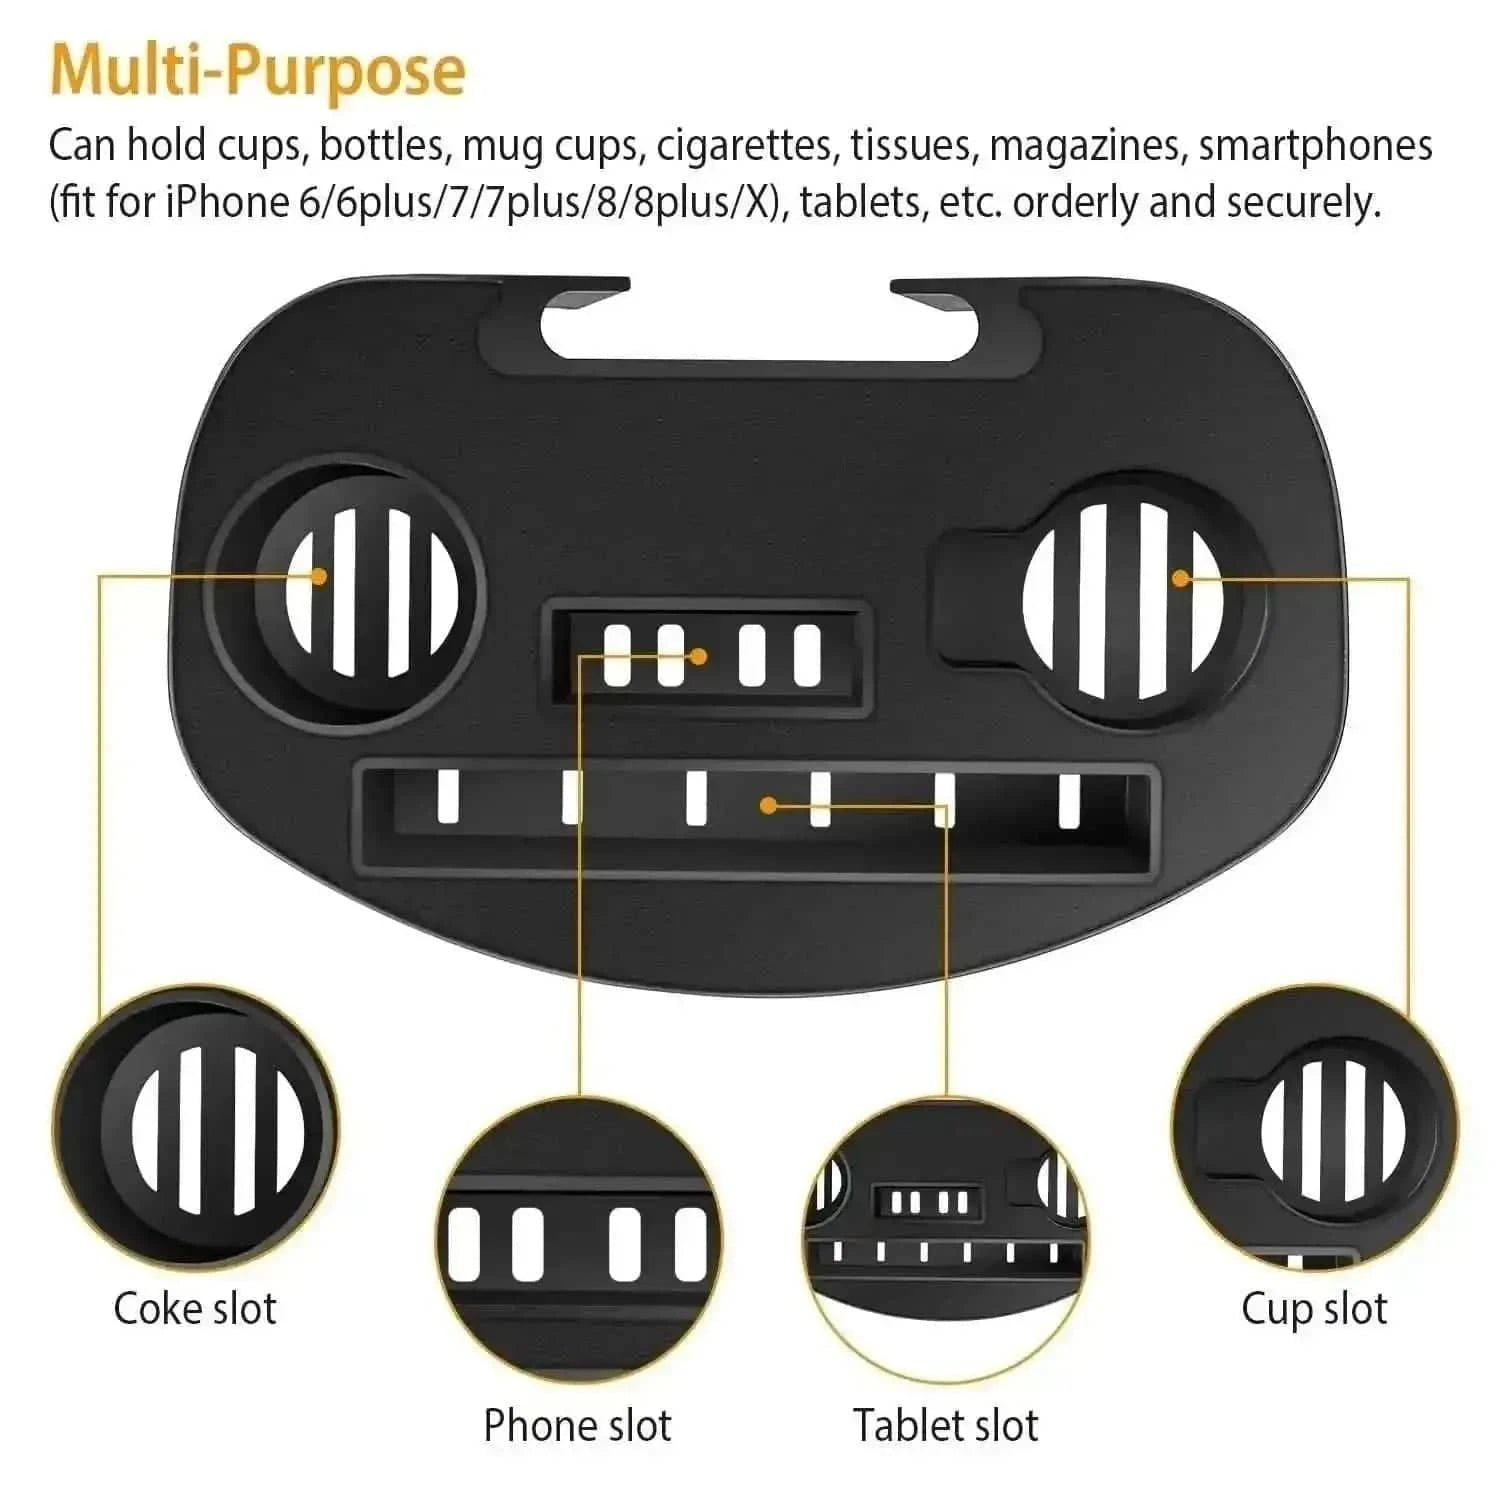 Multi-Purpose
Can hold cups, bottles, mug cups, cigarettes, tissues, magazines, smartphones
(fit for iPhone 6/6plus/7/7plus/8/8plus/X), tablets, etc. orderly and securely.
Coke slot
Cup slot
Phone slot
Tablet slot